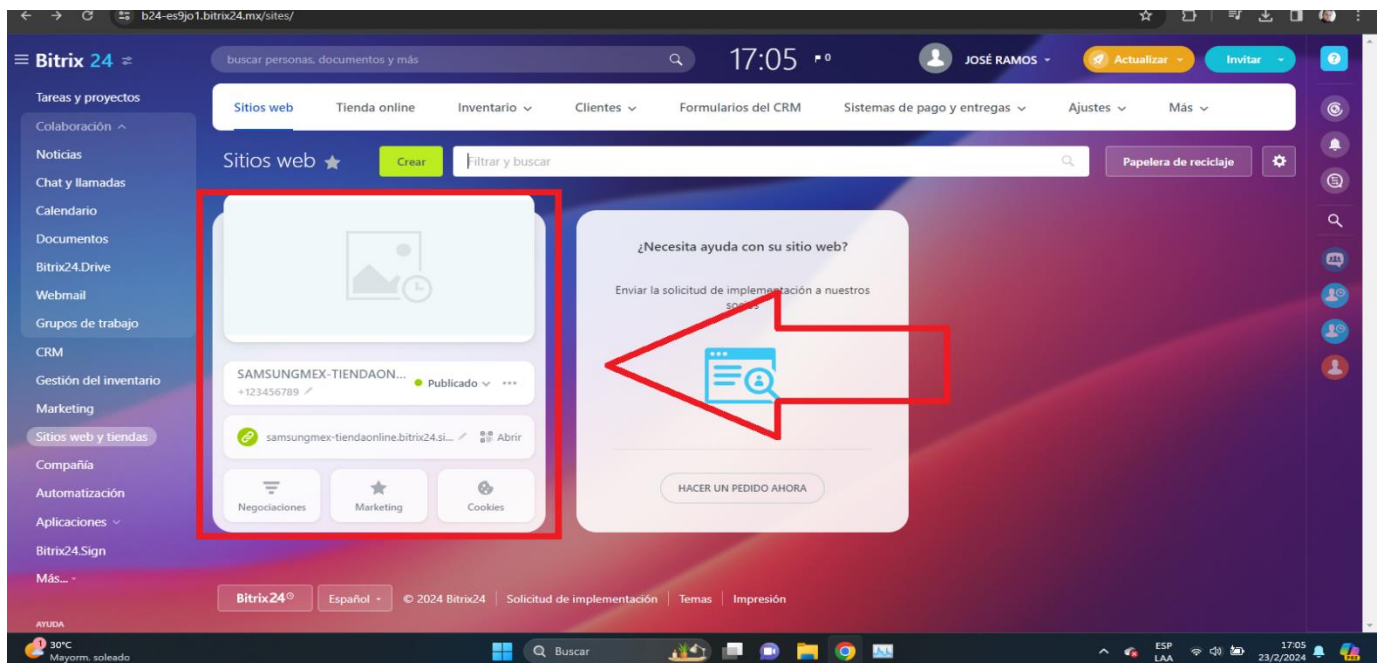 b24-es9jo1.bitrix24.mx/sites/
Bitrix 24
buscar personas, documentos y más
17:05
0
JOSÉ RAMOS
Actualizar
Invitar
?
Tareas y proyectos
Colaboración
Noticias
Chat y llamadas
Calendario
Documentos
Bitrix24.Drive
Webmail
Grupos de trabajo
CRM
Gestión del inventario
Marketing
Sitios web y tiendas
Compañía
Automatización
Aplicaciones
Bitrix24.Sign
Más...
AYUDA
Sitios web Tienda online Inventario Clientes Formularios del CRM Sistemas de pago y entregas Ajustes Más
Sitios web
Crear
Filtrar y buscar
Papelera de reciclaje
SAMSUNGMEX-TIENDAON...
Publicado
+123456789
samsungmex-tiendaonline.bitrix24.si...
Abrir
Negociaciones Marketing Cookies
¿Necesita ayuda con su sitio web?
Enviar la solicitud de implementación a nuestros
socios
HACER UN PEDIDO AHORA
Bitrix24 Español © 2024 Bitrix24 Solicitud de implementación Temas Impresión
30°C
Mayorm. soleado
Buscar
ESP
LAA
17:05
23/2/2024